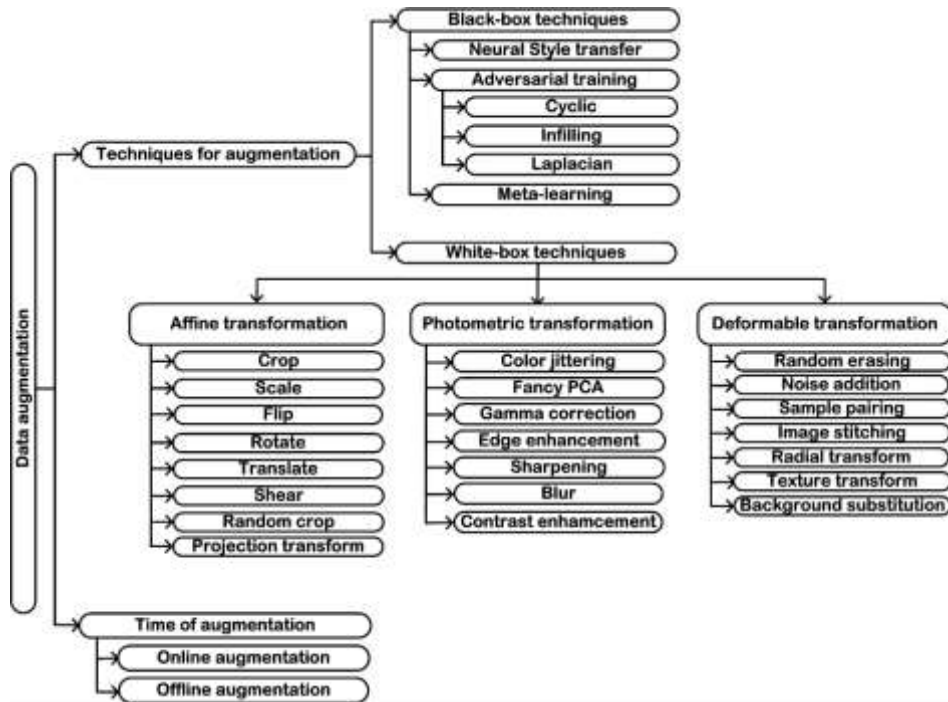 Data augmentation
Techniques for augmentation
Black-box techniques
Neural Style transfer
Adversarial training
Cyclic
Infilling
Laplacian
Meta-learning
White-box techniques
Affine transformation
Crop
Scale
Flip
Rotate
Translate
Shear
Random crop
Projection transform
Photometric transformation
Color jittering
Fancy PCA
Gamma correction
Edge enhancement
Sharpening
Blur
Contrast enhamcement
Deformable transformation
Random erasing
Noise addition
Sample pairing
Image stitching
Radial transform
Texture transform
Background substitution
Time of augmentation
Online augmentation
Offline augmentation